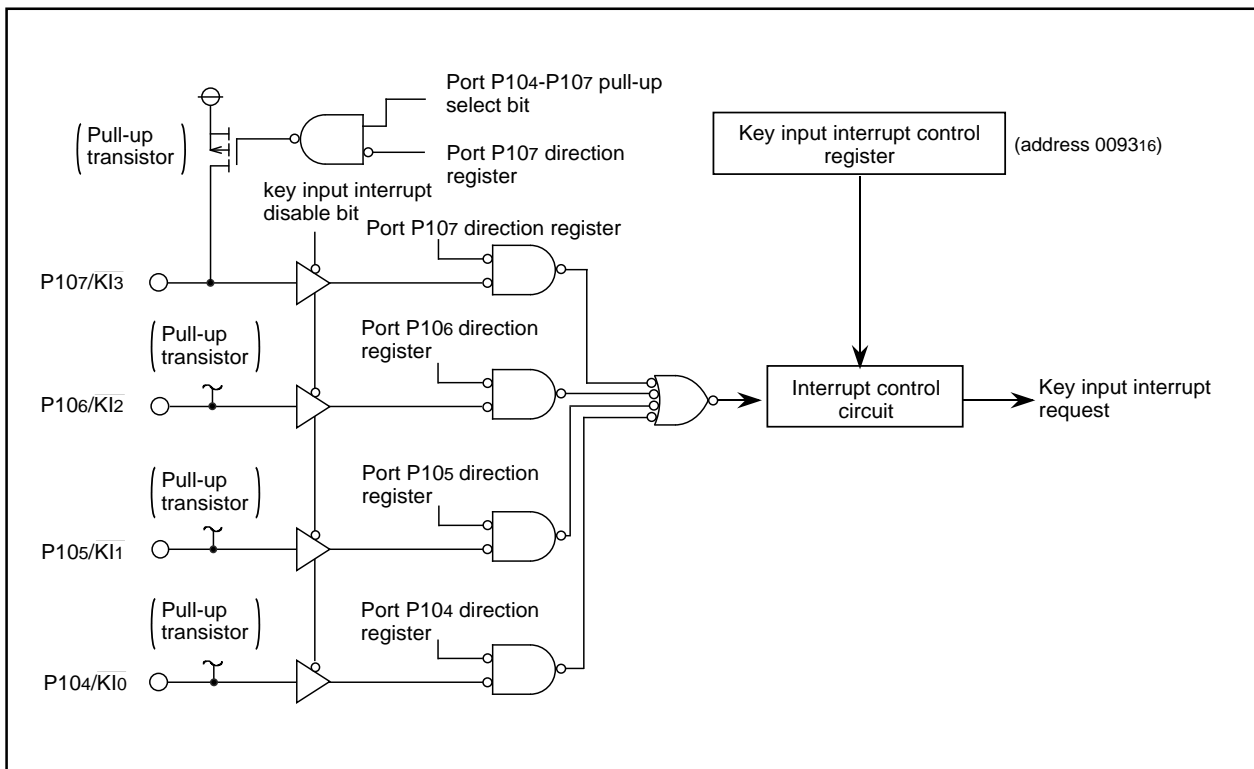 Port P104-P107 pull-up
select bit
(Pull-up
transistor)
Port P107 direction
register
Key input interrupt control
register
(address 009316)
key input interrupt
disable bit
Port P107 direction register
P107/KI3
(Pull-up
transistor)
Port P106 direction
register
P106/KI2
Interrupt control
circuit
Key input interrupt
request
(Pull-up
transistor)
Port P105 direction
register
P105/KI1
(Pull-up
transistor)
Port P104 direction
register
P104/KI0